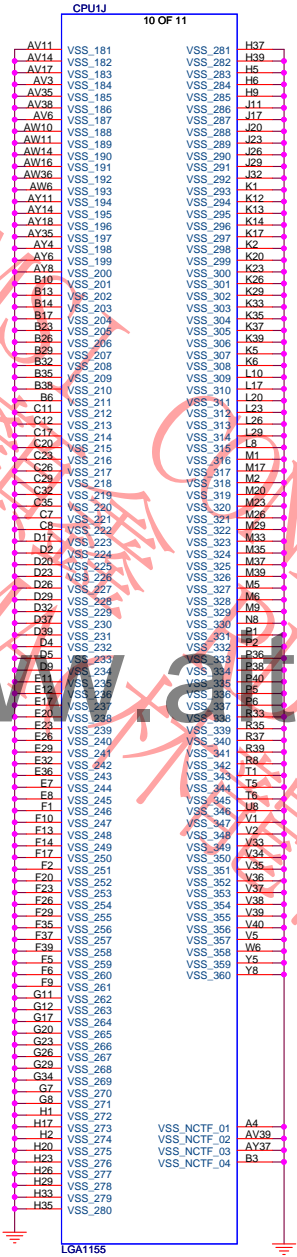 CPU1J
10 OF 11
AV11 VSS_181 VSS_281 H37
AV14 VSS_182 VSS_282 H39
AV17 VSS_183 VSS_283 H5
AV3 VSS_184 VSS_284 H6
AV35 VSS_185 VSS_285 H9
AV38 VSS_186 VSS_286 J11
AV6 VSS_187 VSS_287 J17
AW10 VSS_188 VSS_288 J20
AW11 VSS_189 VSS_289 J23
AW14 VSS_190 VSS_290 J26
AW16 VSS_191 VSS_291 J29
AW36 VSS_192 VSS_292 J32
AW6 VSS_193 VSS_293 K1
AY11 VSS_194 VSS_294 K12
AY14 VSS_195 VSS_295 K13
AY18 VSS_196 VSS_296 K14
AY35 VSS_197 VSS_297 K17
AY4 VSS_198 VSS_298 K2
AY6 VSS_199 VSS_299 K20
AY8 VSS_200 VSS_300 K23
B10 VSS_201 VSS_301 K26
B13 VSS_202 VSS_302 K29
B14 VSS_203 VSS_303 K33
B17 VSS_204 VSS_304 K35
B23 VSS_205 VSS_305 K37
B26 VSS_206 VSS_306 K39
B29 VSS_207 VSS_307 K5
B32 VSS_208 VSS_308 K6
B35 VSS_209 VSS_309 L10
B38 VSS_210 VSS_310 L17
B6 VSS_211 VSS_311 L20
C11 VSS_212 VSS_312 L23
C12 VSS_213 VSS_313 L26
C17 VSS_214 VSS_314 L29
C20 VSS_215 VSS_315 L8
C23 VSS_216 VSS_316 M1
C26 VSS_217 VSS_317 M17
C29 VSS_218 VSS_318 M2
C32 VSS_219 VSS_319 M20
C35 VSS_220 VSS_320 M23
C7 VSS_221 VSS_321 M26
C8 VSS_222 VSS_322 M29
D17 VSS_223 VSS_323 M33
D2 VSS_224 VSS_324 M35
D20 VSS_225 VSS_325 M37
D23 VSS_226 VSS_326 M39
D26 VSS_227 VSS_327 M5
D29 VSS_228 VSS_328 M6
D32 VSS_229 VSS_329 M9
D37 VSS_230 VSS_330 N8
D39 VSS_231 VSS_331 P1
D4 VSS_232 VSS_332 P2
D5 VSS_233 VSS_333 P36
D9 VSS_234 VSS_334 P38
E11 VSS_235 VSS_335 P40
E12 VSS_236 VSS_336 P5
E17 VSS_237 VSS_337 P6
E20 VSS_238 VSS_338 R33
E23 VSS_239 VSS_339 R35
E26 VSS_240 VSS_340 R37
E29 VSS_241 VSS_341 R39
E32 VSS_242 VSS_342 R8
E36 VSS_243 VSS_343 T1
E7 VSS_244 VSS_344 T5
E8 VSS_245 VSS_345 T6
F1 VSS_246 VSS_346 U8
F10 VSS_247 VSS_347 V1
F13 VSS_248 VSS_348 V2
F14 VSS_249 VSS_349 V33
F17 VSS_250 VSS_350 V34
F2 VSS_251 VSS_351 V35
F20 VSS_252 VSS_352 V36
F23 VSS_253 VSS_353 V37
F26 VSS_254 VSS_354 V38
F29 VSS_255 VSS_355 V39
F35 VSS_256 VSS_356 V40
F37 VSS_257 VSS_357 V5
F39 VSS_258 VSS_358 W6
F5 VSS_259 VSS_359 Y5
F6 VSS_260 VSS_360 Y8
F9 VSS_261
G11 VSS_262
G12 VSS_263
G17 VSS_264
G20 VSS_265
G23 VSS_266
G26 VSS_267
G29 VSS_268
G34 VSS_269
G7 VSS_270
G8 VSS_271
H1 VSS_272
H17 VSS_273 VSS_NCTF_01 A4
H2 VSS_274 VSS_NCTF_02 AV39
H20 VSS_275 VSS_NCTF_03 AY37
H23 VSS_276 VSS_NCTF_04 B3
H26 VSS_277
H29 VSS_278
H33 VSS_279
H35 VSS_280
LGA1155